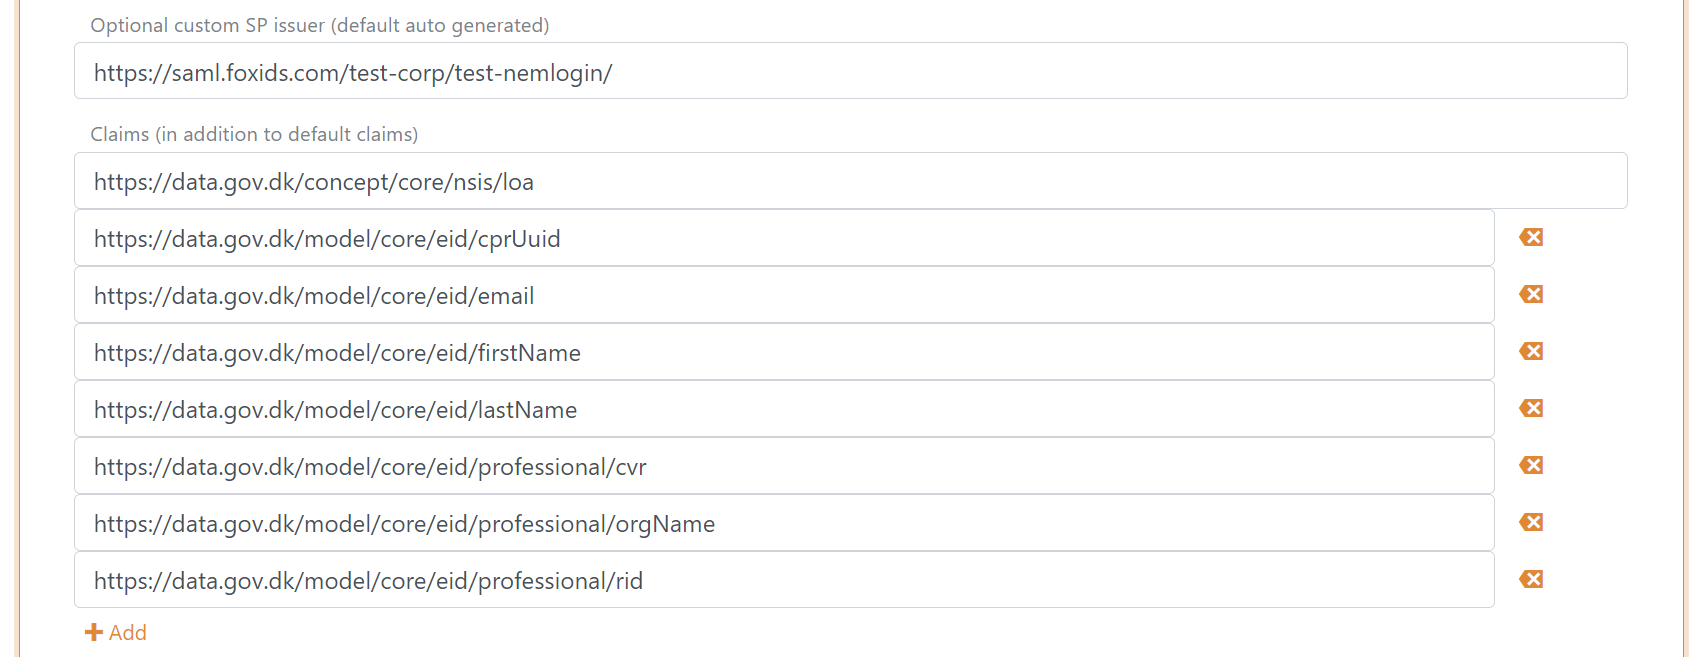 Optional custom SP issuer (default auto generated)
https://saml.foxids.com/test-corp/test-nemlogin/
Claims (in addition to default claims)
https://data.gov.dk/concept/core/nsis/loa
https://data.gov.dk/model/core/eid/cprUuid
https://data.gov.dk/model/core/eid/email
https://data.gov.dk/model/core/eid/firstName
https://data.gov.dk/model/core/eid/lastName
https://data.gov.dk/model/core/eid/professional/cvr
https://data.gov.dk/model/core/eid/professional/orgName
https://data.gov.dk/model/core/eid/professional/rid
Add